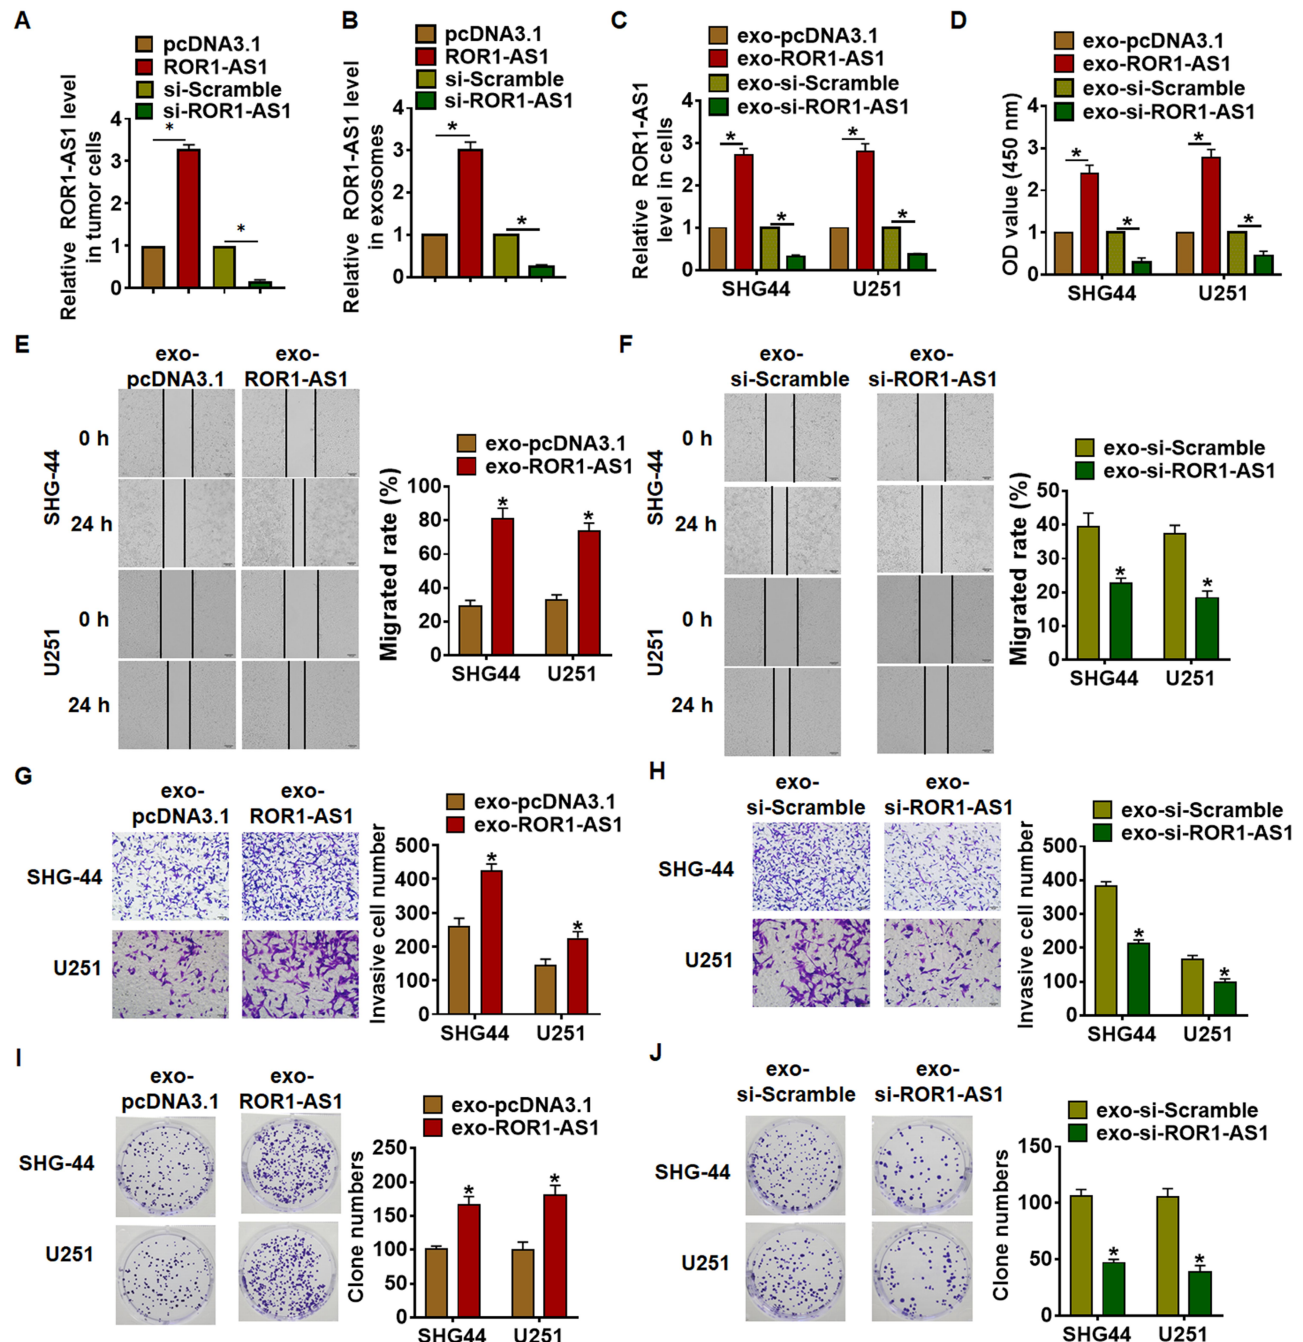 A
pcDNA3.1
ROR1-AS1
si-Scramble
si-ROR1-AS1
Relative ROR1-AS1 level
in tumor cells
4
3
2
1
0
*
*
B
pcDNA3.1
ROR1-AS1
si-Scramble
si-ROR1-AS1
Relative ROR1-AS1 level
in exosomes
4
3
2
1
0
*
*
C
exo-pcDNA3.1
exo-ROR1-AS1
exo-si-Scramble
exo-si-ROR1-AS1
Relative ROR1-AS1
level in cells
4
3
2
1
0
*
*
*
*
SHG44
U251
D
exo-pcDNA3.1
exo-ROR1-AS1
exo-si-Scramble
exo-si-ROR1-AS1
OD value (450 nm)
4
3
2
1
0
*
*
*
*
SHG44
U251
E
exo-
pcDNA3.1
exo-
ROR1-AS1
SHG-44
0 h
24 h
U251
0 h
24 h
exo-pcDNA3.1
exo-ROR1-AS1
Migrated rate (%)
100
80
60
40
20
0
*
*
SHG44
U251
F
exo-
si-Scramble
exo-
si-ROR1-AS1
SHG-44
0 h
24 h
U251
0 h
24 h
exo-si-Scramble
exo-si-ROR1-AS1
Migrated rate (%)
50
40
30
20
10
0
*
*
SHG44
U251
G
exo-
pcDNA3.1
exo-
ROR1-AS1
SHG-44
U251
exo-pcDNA3.1
exo-ROR1-AS1
Invasive cell number
500
400
300
200
100
0
*
*
SHG44
U251
H
exo-
si-Scramble
exo-
si-ROR1-AS1
SHG-44
U251
exo-si-Scramble
exo-si-ROR1-AS1
Invasive cell number
500
400
300
200
100
0
*
*
SHG44
U251
I
exo-
pcDNA3.1
exo-
ROR1-AS1
SHG-44
U251
exo-pcDNA3.1
exo-ROR1-AS1
Clone numbers
250
200
150
100
50
0
*
*
SHG44
U251
J
exo-
si-Scramble
exo-
si-ROR1-AS1
SHG-44
U251
exo-si-Scramble
exo-si-ROR1-AS1
Clone numbers
150
100
50
0
*
*
SHG44
U251